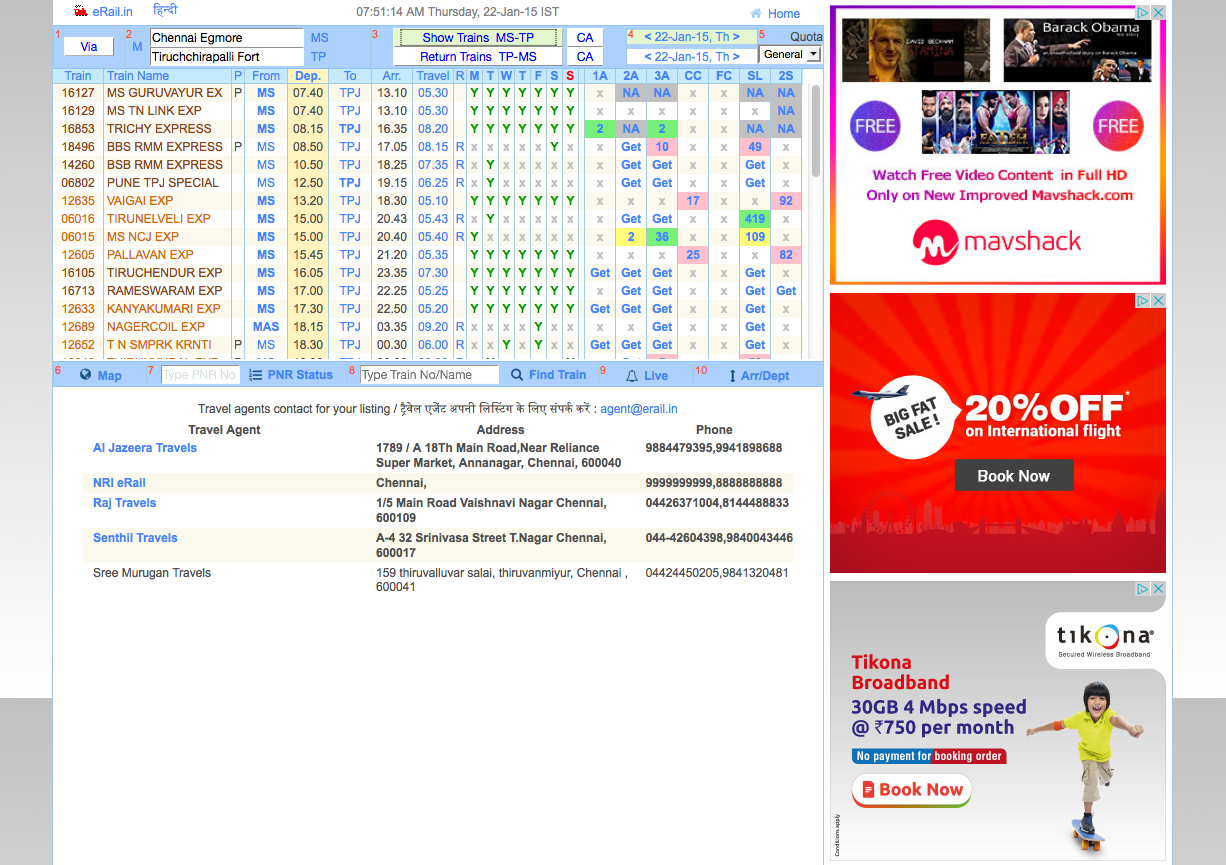 eRail.in हिन्दी 07:51:14 AM Thursday, 22-Jan-15 IST Home
1 Via 2 M Chennai Egmore MS 3 Show Trains MS-TP CA 4 < 22-Jan-15, Th > 5 Quota
Tiruchchirapalli Fort TP Return Trains TP-MS CA < 22-Jan-15, Th > General
Train Train Name P From Dep. To Arr. Travel R M T W T F S S 1A 2A 3A CC FC SL 2S
16127 MS GURUVAYUR EX P MS 07.40 TPJ 13.10 05.30 Y Y Y Y Y Y Y x NA NA x x NA NA
16129 MS TN LINK EXP MS 07.40 TPJ 13.10 05.30 Y Y Y Y Y Y Y x x x x x x NA
16853 TRICHY EXPRESS MS 08.15 TPJ 16.35 08.20 Y Y Y Y Y Y Y 2 NA 2 x x NA NA
18496 BBS RMM EXPRESS P MS 08.50 TPJ 17.05 08.15 R x x x x x Y x x Get 10 x x 49 x
14260 BSB RMM EXPRESS MS 10.50 TPJ 18.25 07.35 R x Y x x x x x x Get Get x x Get x
06802 PUNE TPJ SPECIAL MS 12.50 TPJ 19.15 06.25 R x Y x x x x x x Get Get x x Get x
12635 VAIGAI EXP MS 13.20 TPJ 18.30 05.10 Y Y Y Y Y Y Y x x x 17 x x 92
06016 TIRUNELVELI EXP MS 15.00 TPJ 20.43 05.43 R x Y x x x x x x Get Get x x 419 x
06015 MS NCJ EXP MS 15.00 TPJ 20.40 05.40 R Y x x x x x x x 2 36 x x 109 x
12605 PALLAVAN EXP MS 15.45 TPJ 21.20 05.35 Y Y Y Y Y Y Y x x x 25 x x 82
16105 TIRUCHENDUR EXP MS 16.05 TPJ 23.35 07.30 Y Y Y Y Y Y Y Get Get Get x x Get x
16713 RAMESWARAM EXP MS 17.00 TPJ 22.25 05.25 Y Y Y Y Y Y Y x Get Get x x Get Get
12633 KANYAKUMARI EXP MS 17.30 TPJ 22.50 05.20 Y Y Y Y Y Y Y Get Get Get x x Get x
12689 NAGERCOIL EXP MAS 18.15 TPJ 03.35 09.20 R x x x x Y x x x x Get x x Get x
12652 T N SMPRK KRNTI P MS 18.30 TPJ 00.30 06.00 R x x Y x Y x x Get Get Get x x Get x
6 Map 7 Type PNR No PNR Status 8 Type Train No/Name Find Train 9 Live 10 Arr/Dept
Travel agents contact for your listing / ट्रैवेल एजेंट अपनी लिस्टिंग के लिए संपर्क करें : agent@erail.in
Travel Agent Address Phone
Al Jazeera Travels 1789 / A 18Th Main Road,Near Reliance 9884479395,9941898688
Super Market, Annanagar, Chennai, 600040
NRI eRail Chennai, 9999999999,8888888888
Raj Travels 1/5 Main Road Vaishnavi Nagar Chennai, 04426371004,8144488833
600109
Senthil Travels A-4 32 Srinivasa Street T.Nagar Chennai, 044-42604398,9840043446
600017
Sree Murugan Travels 159 thiruvalluvar salai, thiruvanmiyur, Chennai , 04424450205,9841320481
600041
DAVID BECKHAM
Barack Obama
FREE FREE
Watch Free Video Content in Full HD
Only on New Improved Mavshack.com
mavshack
BIG FAT
SALE!
20% OFF*
on International flight
Book Now
tikona®
Secured Wireless Broadband
Tikona
Broadband
30GB 4 Mbps speed
@ ₹750 per month
No payment for booking order
Book Now
Conditions apply